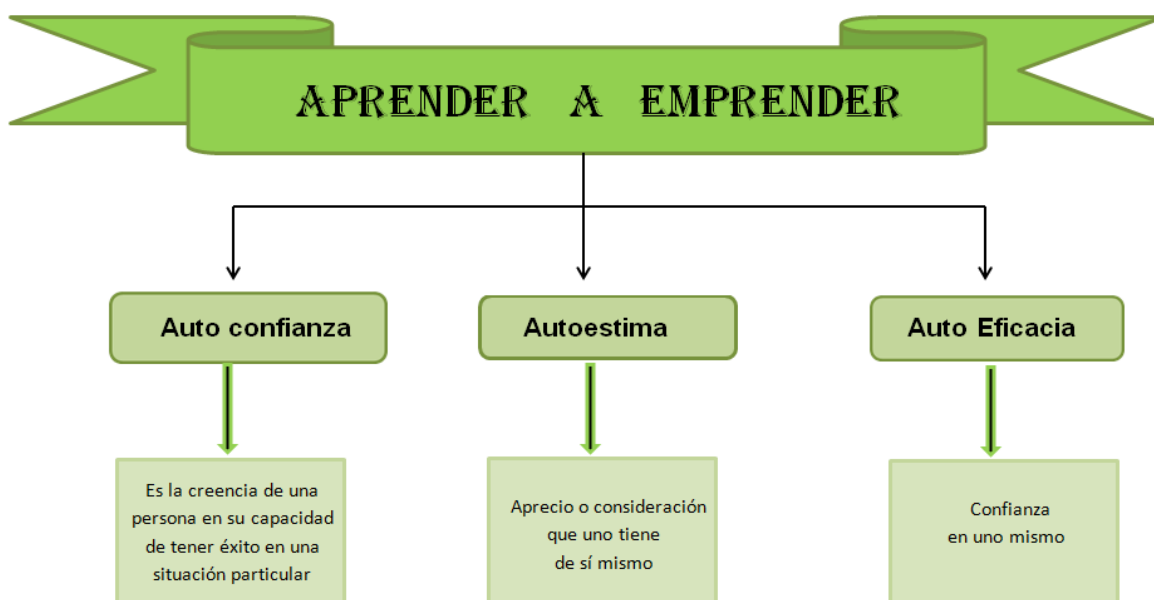 APRENDER A EMPRENDER
Auto confianza
Autoestima
Auto Eficacia
Es la creencia de una
persona en su capacidad
de tener éxito en una
situación particular
Aprecio o consideración
que uno tiene
de sí mismo
Confianza
en uno mismo